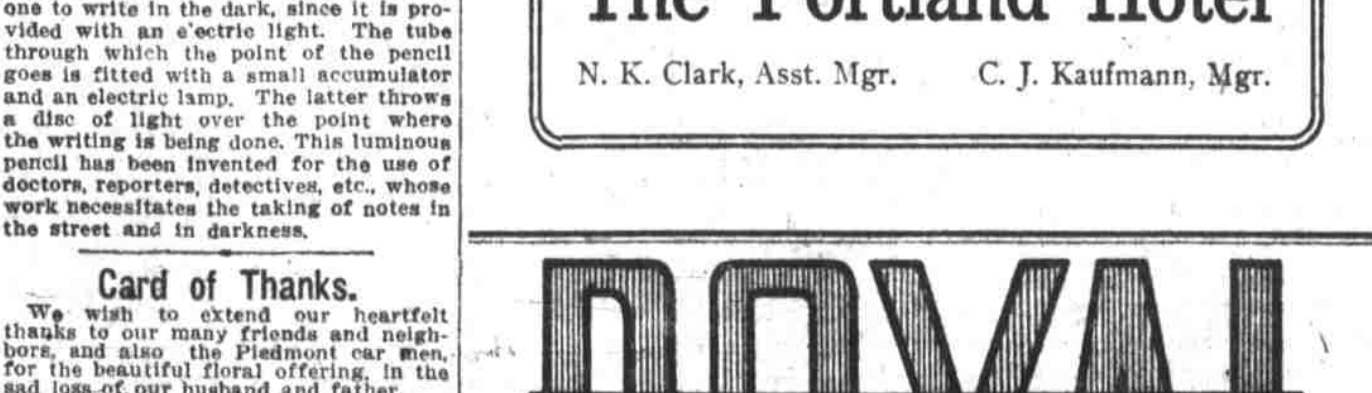 one to write in the dark, since it is pro-
vided with an e'ectric light. The tube
through which the point of the pencil
goes is fitted with a small accumulator
and an electric lamp. The latter throws
a disc of light over the point where
the writing is being done. This luminous
pencil has been invented for the use of
doctors, reporters, detectives, etc., whose
work necessitates the taking of notes in
the street and in darkness.
Card of Thanks.
We wish to extend our heartfelt
thanks to our many friends and neigh-
bors, and also the Piedmont car men,
for the beautiful floral offering, in the
sad loss of our husband and father.
The Portland Hotel
N. K. Clark, Asst. Mgr. C. J. Kaufmann, Mgr.
ROYAL